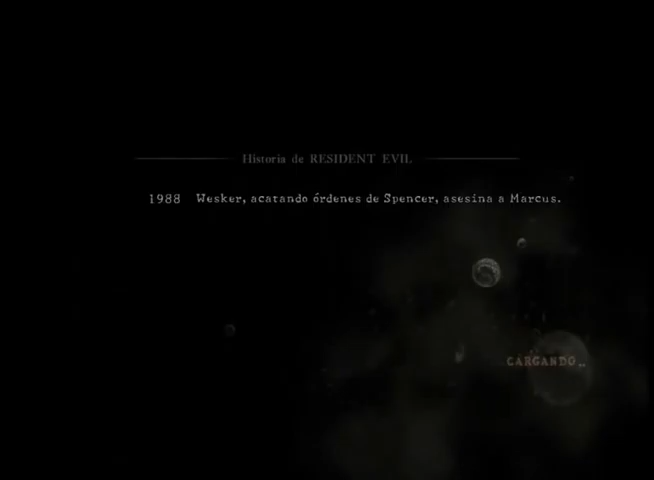 Historia de RESIDENT EVIL
1988 Wesker, acatando órdenes de Spencer, asesina a Marcus.
CARGANDO..